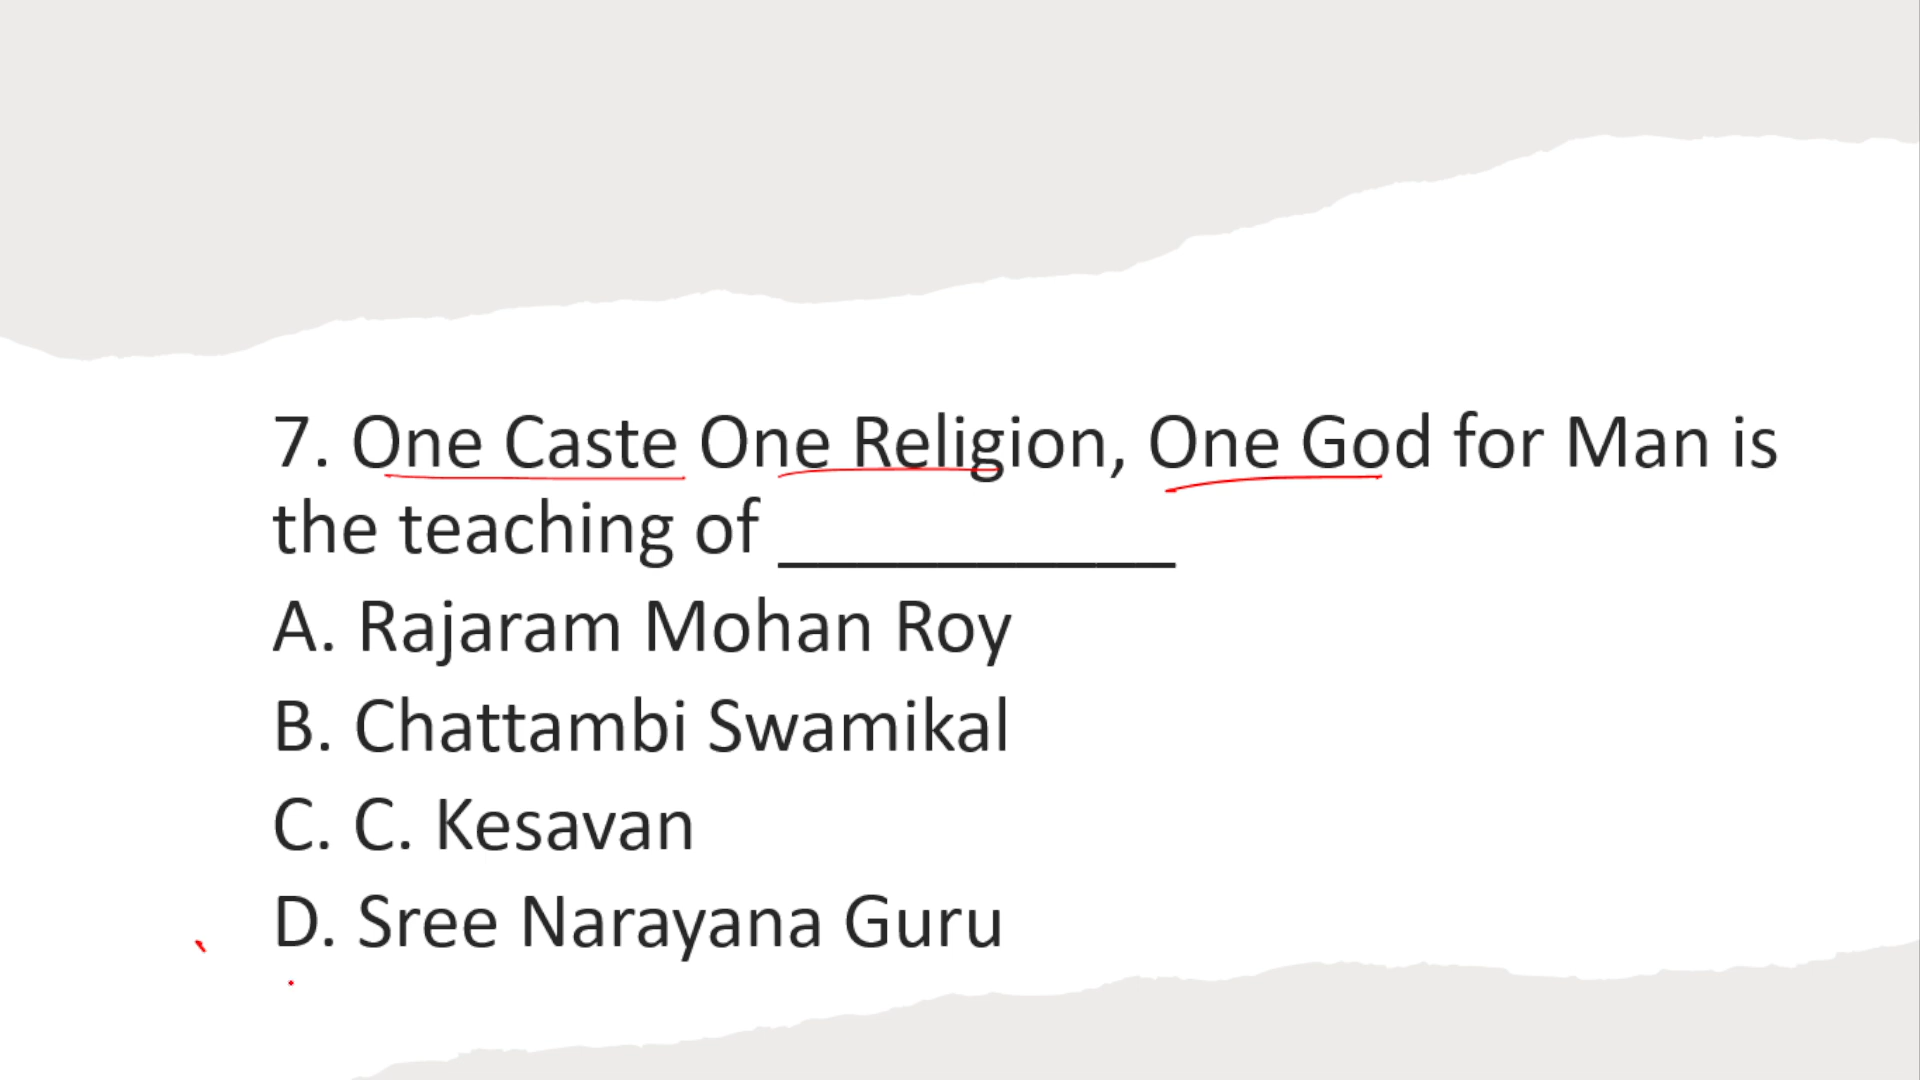 7. One Caste One Religion, One God for Man is
the teaching of ___________
A. Rajaram Mohan Roy
B. Chattambi Swamikal
C. C. Kesavan
D. Sree Narayana Guru